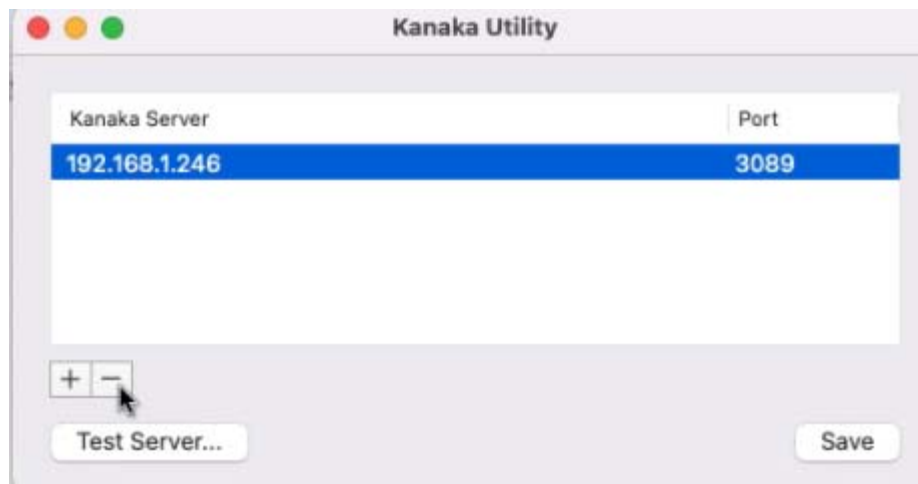 Kanaka Utility
Kanaka Server Port
192.168.1.246 3089
+ −
Test Server... Save